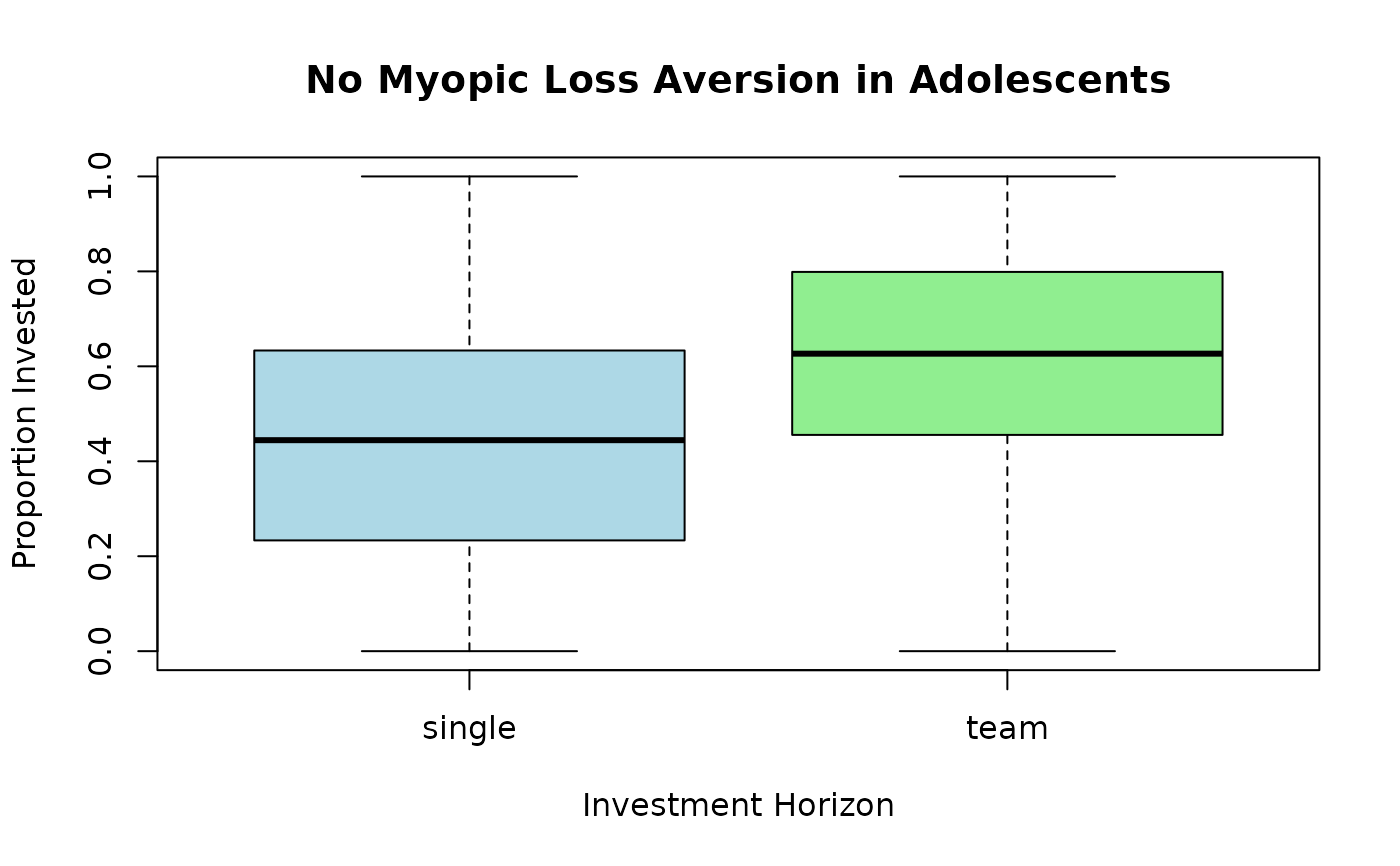 No Myopic Loss Aversion in Adolescents
Proportion Invested
1.0
0.8
0.6
0.4
0.2
0.0
single
team
Investment Horizon